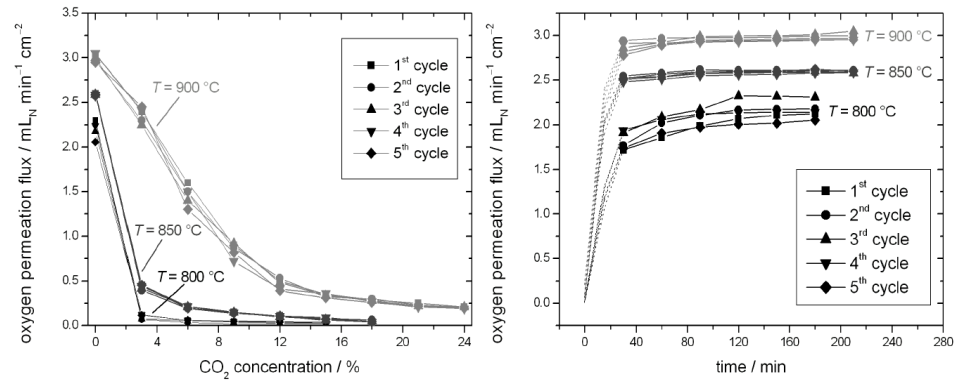 oxygen permeation flux / mL_N min⁻¹ cm⁻²
3.5
3.0
2.5
2.0
1.5
1.0
0.5
0.0
T = 900 °C
T = 850 °C
T = 800 °C
1st cycle
2nd cycle
3rd cycle
4th cycle
5th cycle
0 3 6 9 12 15 18 21 24
CO₂ concentration / %
oxygen permeation flux / mL_N min⁻¹ cm⁻²
3.0
2.5
2.0
1.5
1.0
0.5
0.0
T = 900 °C
T = 850 °C
T = 800 °C
1st cycle
2nd cycle
3rd cycle
4th cycle
5th cycle
0 40 80 120 160 200 240 280
time / min